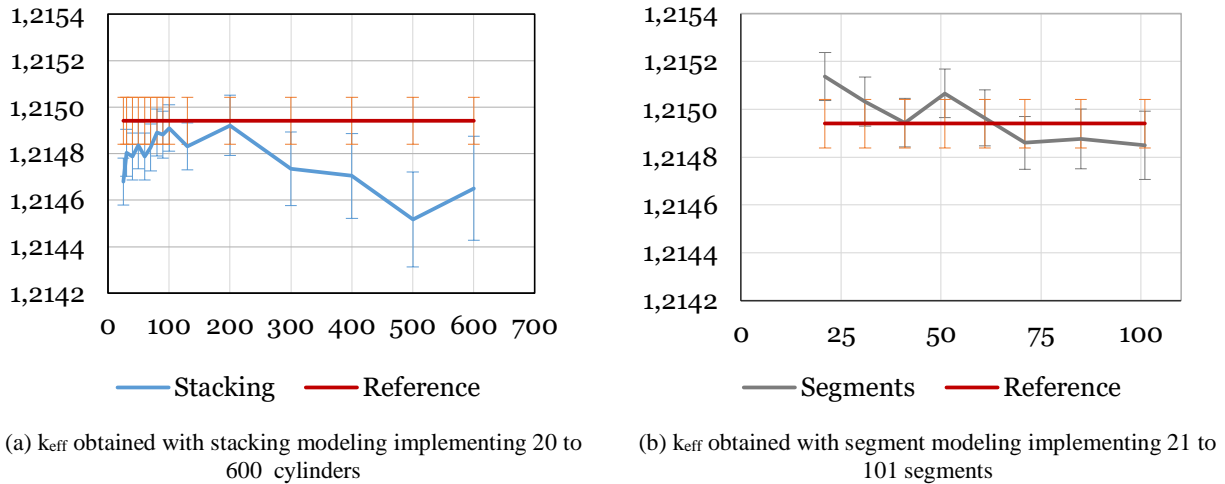 1,2154
1,2152
1,2150
1,2148
1,2146
1,2144
1,2142
0 100 200 300 400 500 600 700
Stacking Reference
(a) keff obtained with stacking modeling implementing 20 to
600 cylinders
1,2154
1,2152
1,2150
1,2148
1,2146
1,2144
1,2142
0 25 50 75 100
Segments Reference
(b) keff obtained with segment modeling implementing 21 to
101 segments